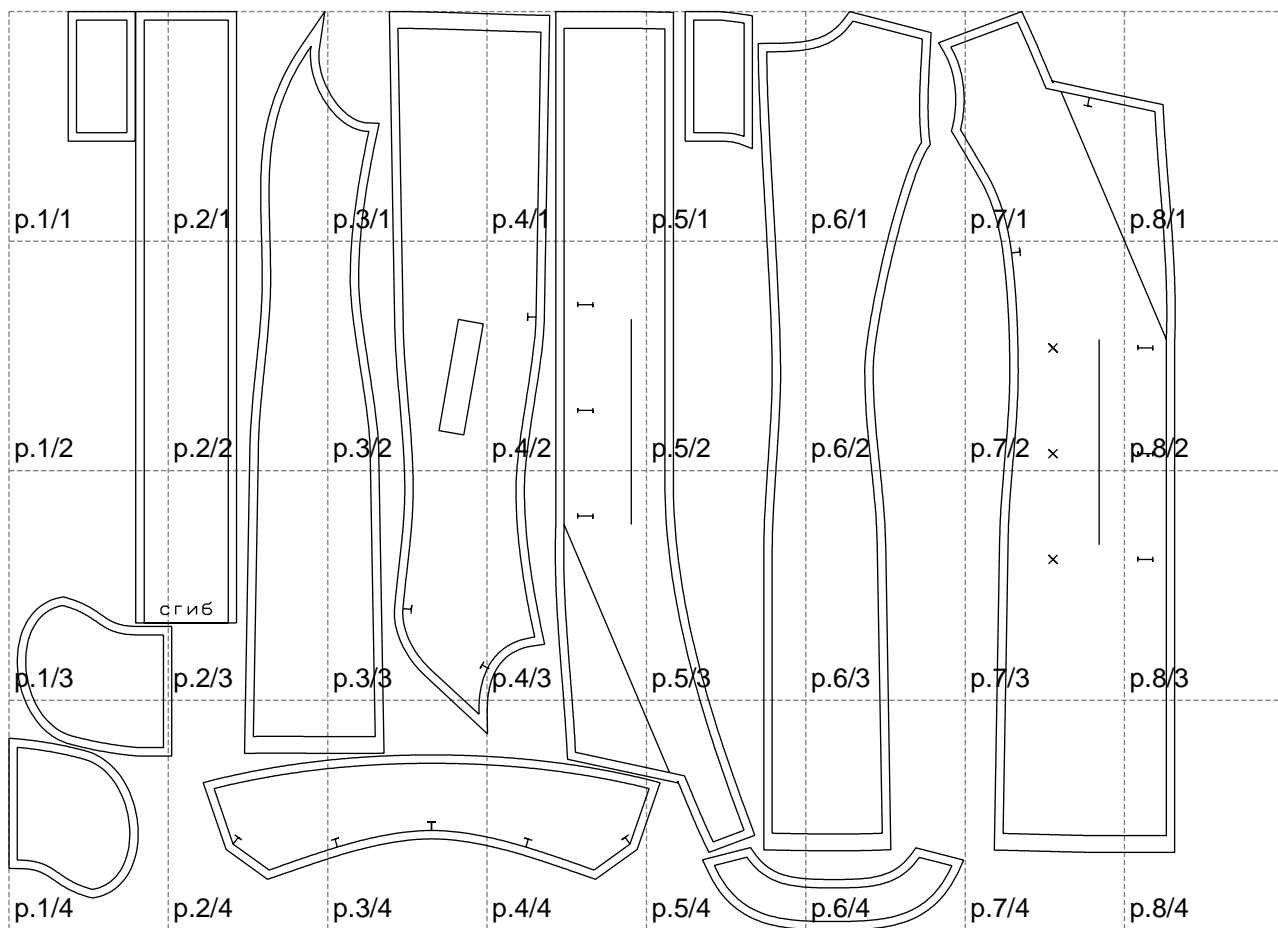 p.1/1 p.2/1 p.3/1 p.4/1 p.5/1 p.6/1 p.7/1 p.8/1
p.1/2 p.2/2 p.3/2 p.4/2 p.5/2 p.6/2 p.7/2 p.8/2
сгиб
p.1/3 p.2/3 p.3/3 p.4/3 p.5/3 p.6/3 p.7/3 p.8/3
p.1/4 p.2/4 p.3/4 p.4/4 p.5/4 p.6/4 p.7/4 p.8/4